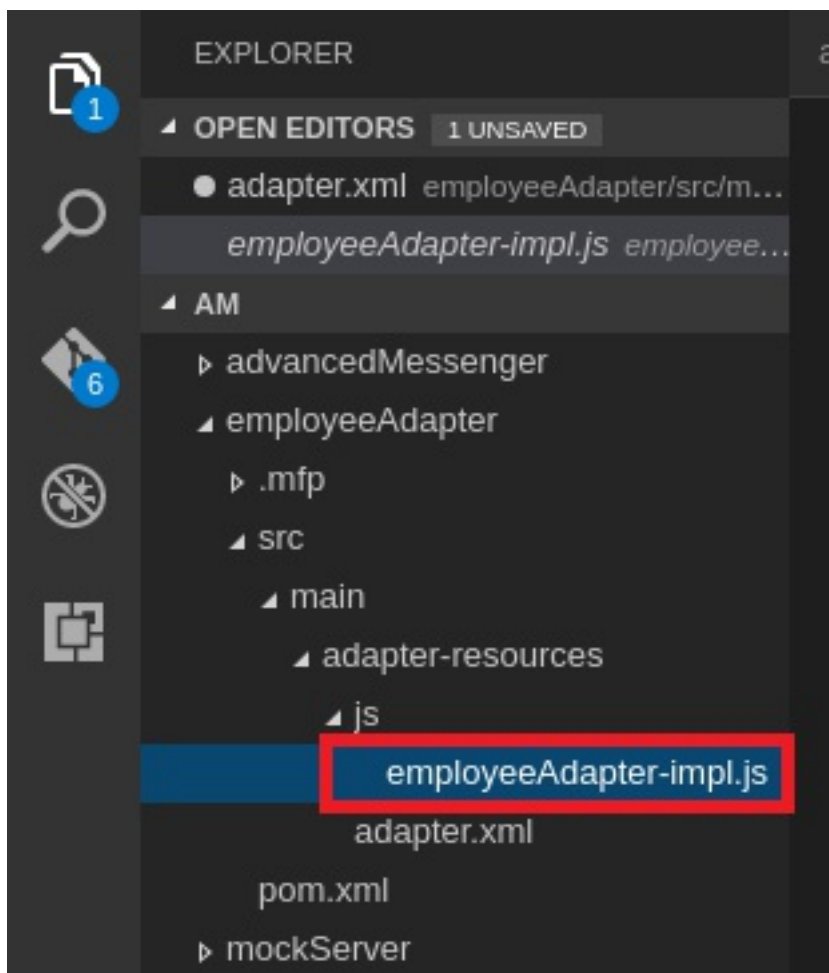 EXPLORER
OPEN EDITORS 1 UNSAVED
adapter.xml employeeAdapter/src/m...
employeeAdapter-impl.js employee...
AM
advancedMessenger
employeeAdapter
.mfp
src
main
adapter-resources
js
employeeAdapter-impl.js
adapter.xml
pom.xml
mockServer
1
6